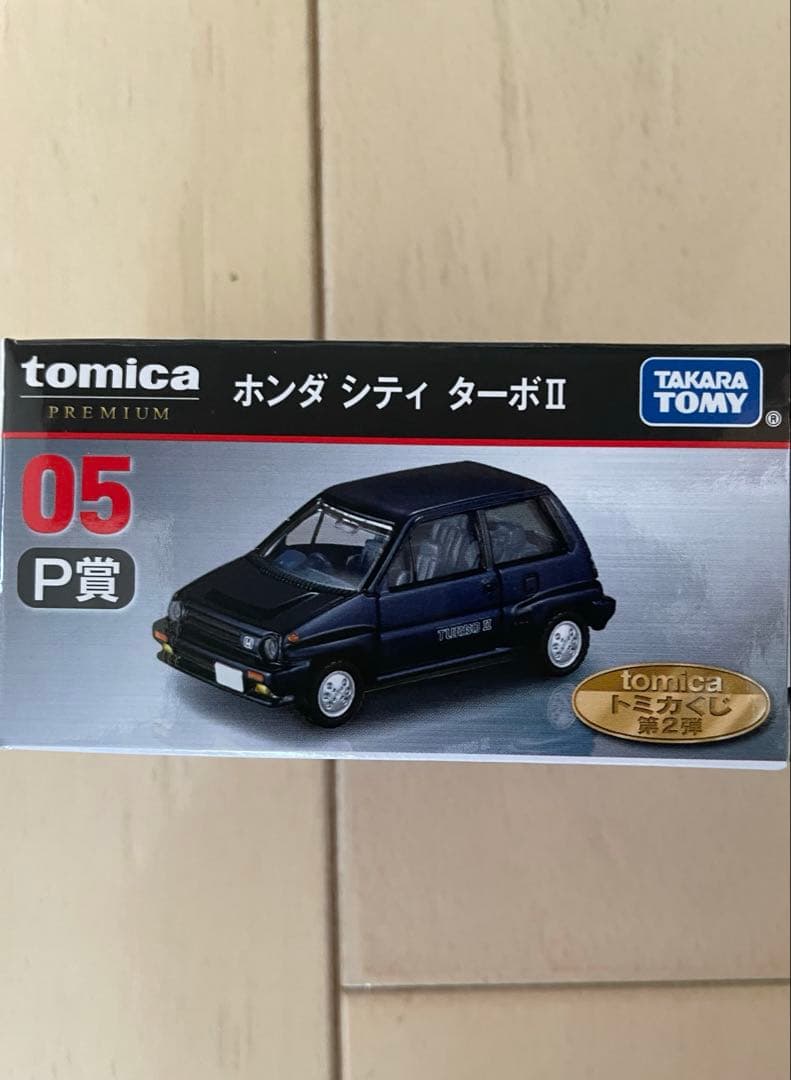 tomica
PREMIUM
ホンダ シティ ターボⅡ
TAKARA
TOMY
®
05
P賞
TURBO Ⅱ
tomica
トミカくじ
第2弾